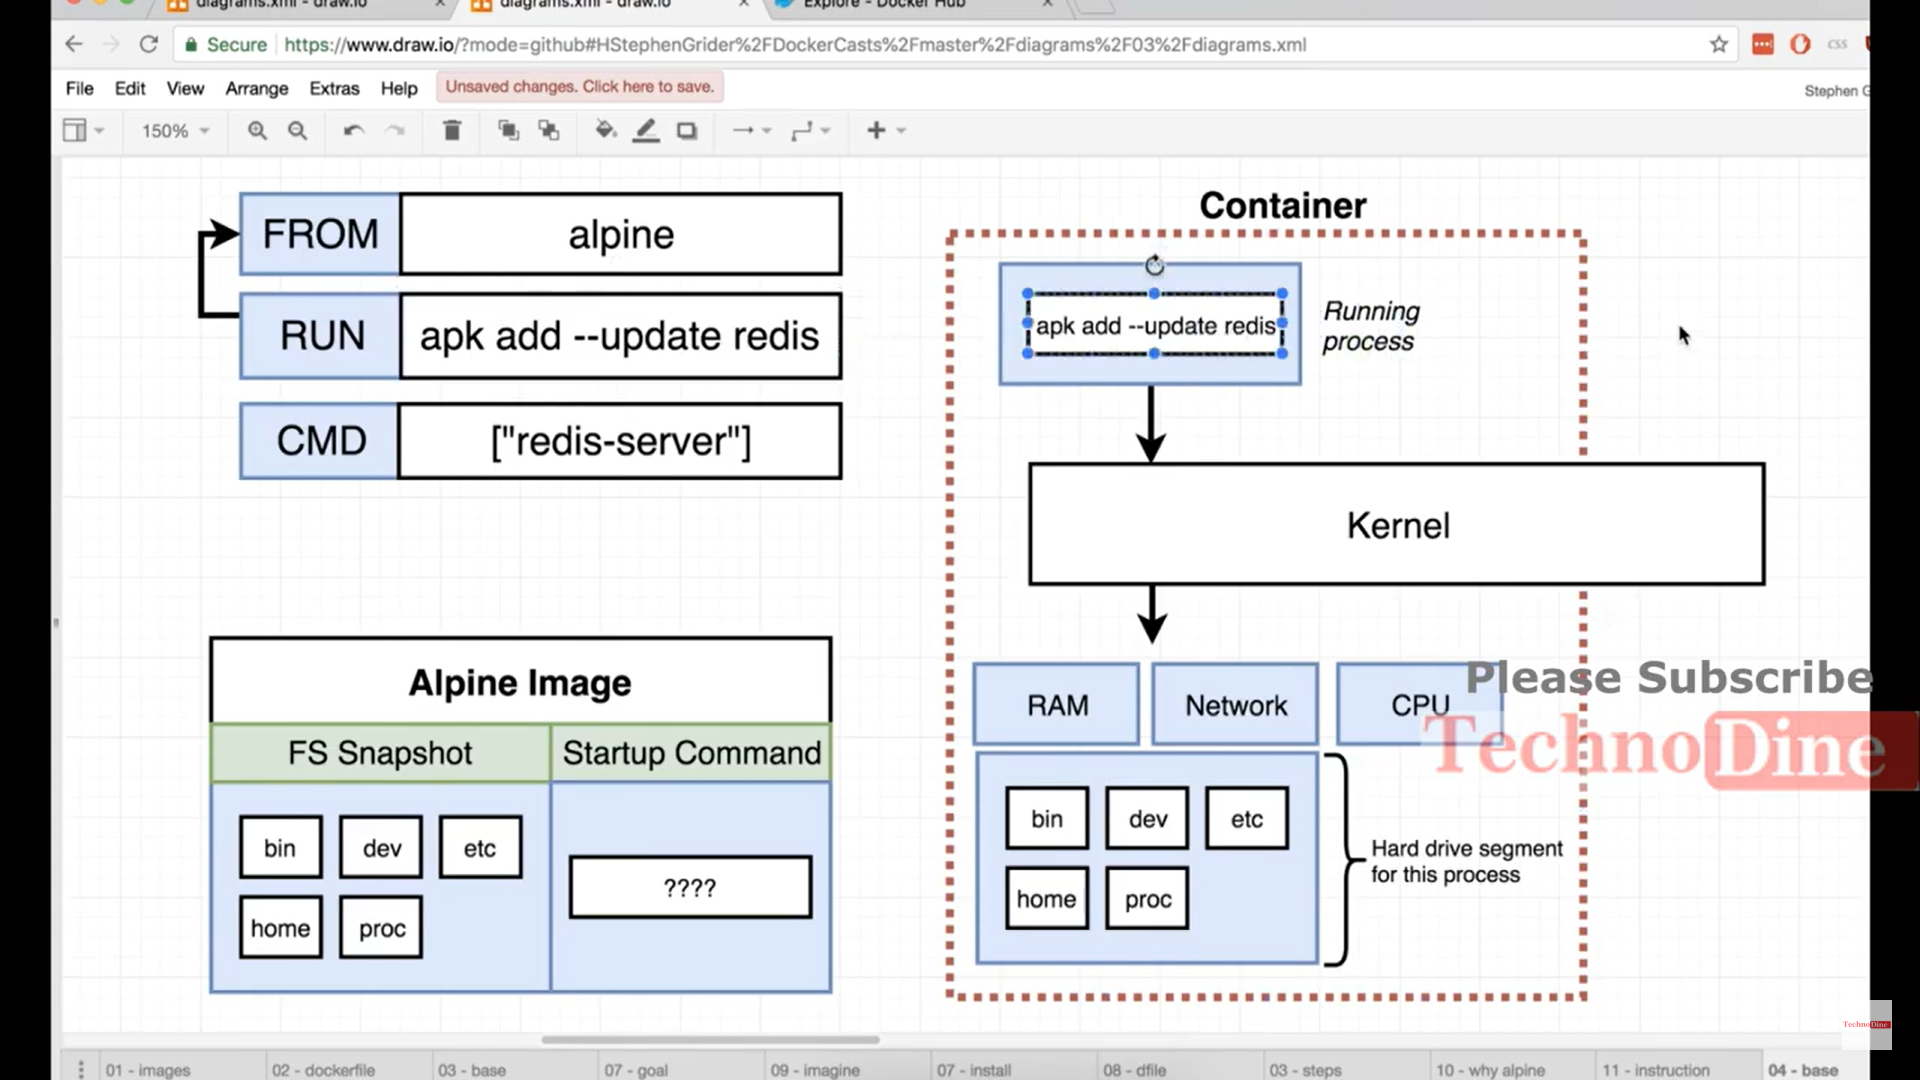 diagrams.xml - draw.io
diagrams.xml - draw.io
Explore - Docker Hub
Secure
https://www.draw.io/?mode=github#HStephenGrider%2FDockerCasts%2Fmaster%2Fdiagrams%2F03%2Fdiagrams.xml
css
File Edit View Arrange Extras Help
Unsaved changes. Click here to save.
Stephen G
150%
FROM alpine
RUN apk add --update redis
CMD ["redis-server"]
Alpine Image
FS Snapshot
Startup Command
bin dev etc
home proc
????
Container
apk add --update redis
Running
process
Kernel
RAM Network CPU
bin dev etc
home proc
Hard drive segment
for this process
Please Subscribe
TechnoDine
TechnoDine
01 - images
02 - dockerfile
03 - base
07 - goal
09 - imagine
07 - install
08 - dfile
03 - steps
10 - why alpine
11 - instruction
04 - base